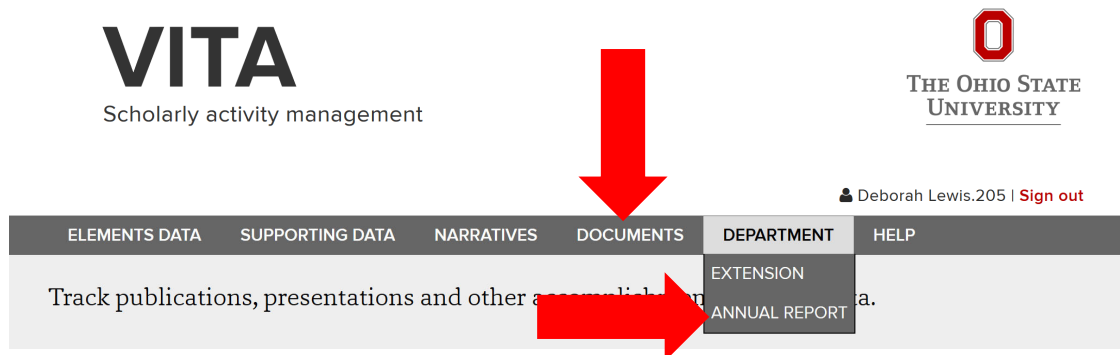 VITA
Scholarly activity management
THE OHIO STATE
UNIVERSITY
Deborah Lewis.205 | Sign out
ELEMENTS DATA SUPPORTING DATA NARRATIVES DOCUMENTS DEPARTMENT HELP
EXTENSION
Track publications, presentations and other
ANNUAL REPORT